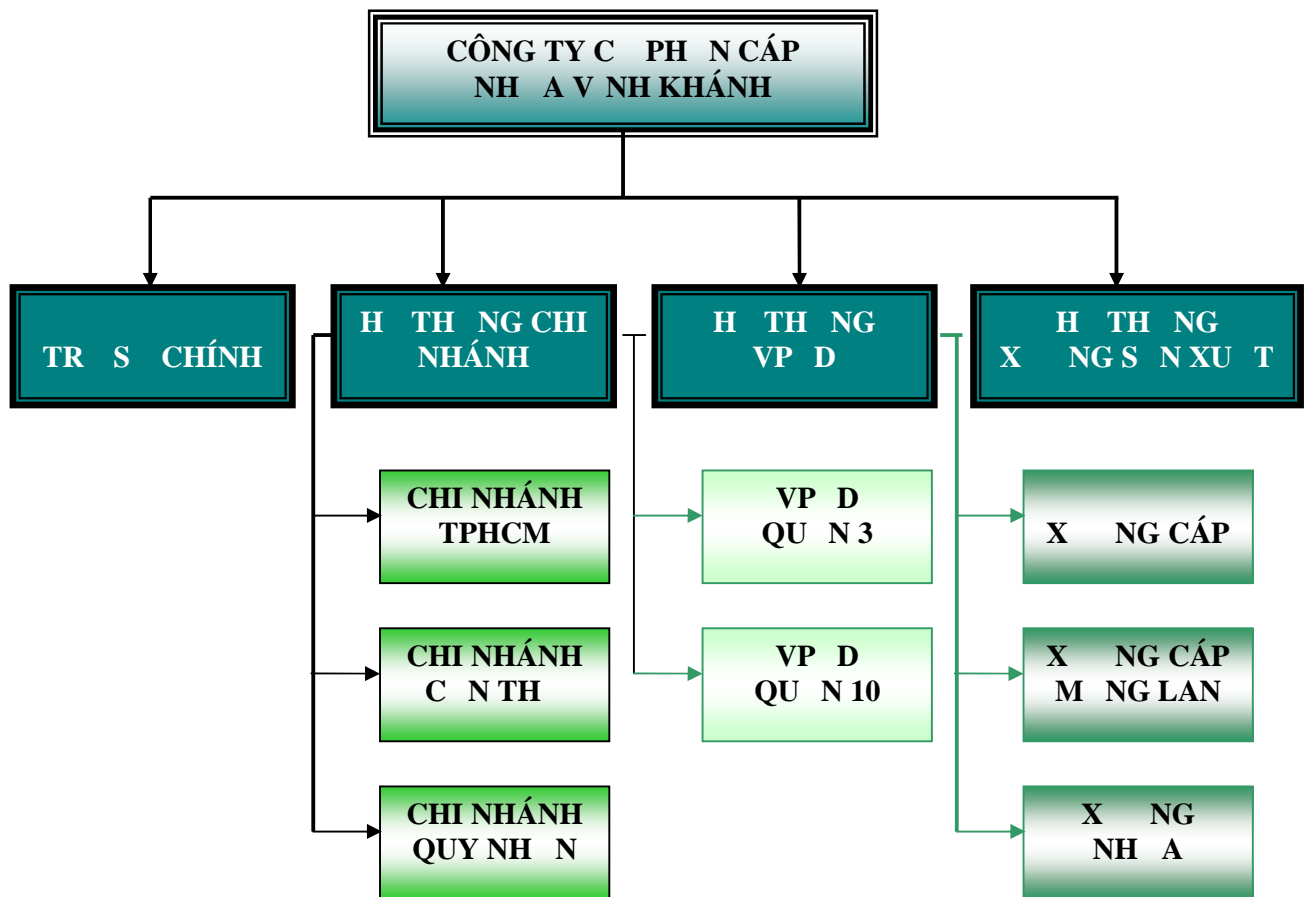 CÔNG TY C PH N CÁP
NH A V NH KHÁNH
TR S CHÍNH
H TH NG CHI
NHÁNH
H TH NG
VP D
H TH NG
X NG S N XU T
CHI NHÁNH
TPHCM
VP D
QU N 3
X NG CÁP
CHI NHÁNH
C N TH
VP D
QU N 10
X NG CÁP
M NG LAN
CHI NHÁNH
QUY NH N
X NG
NH A